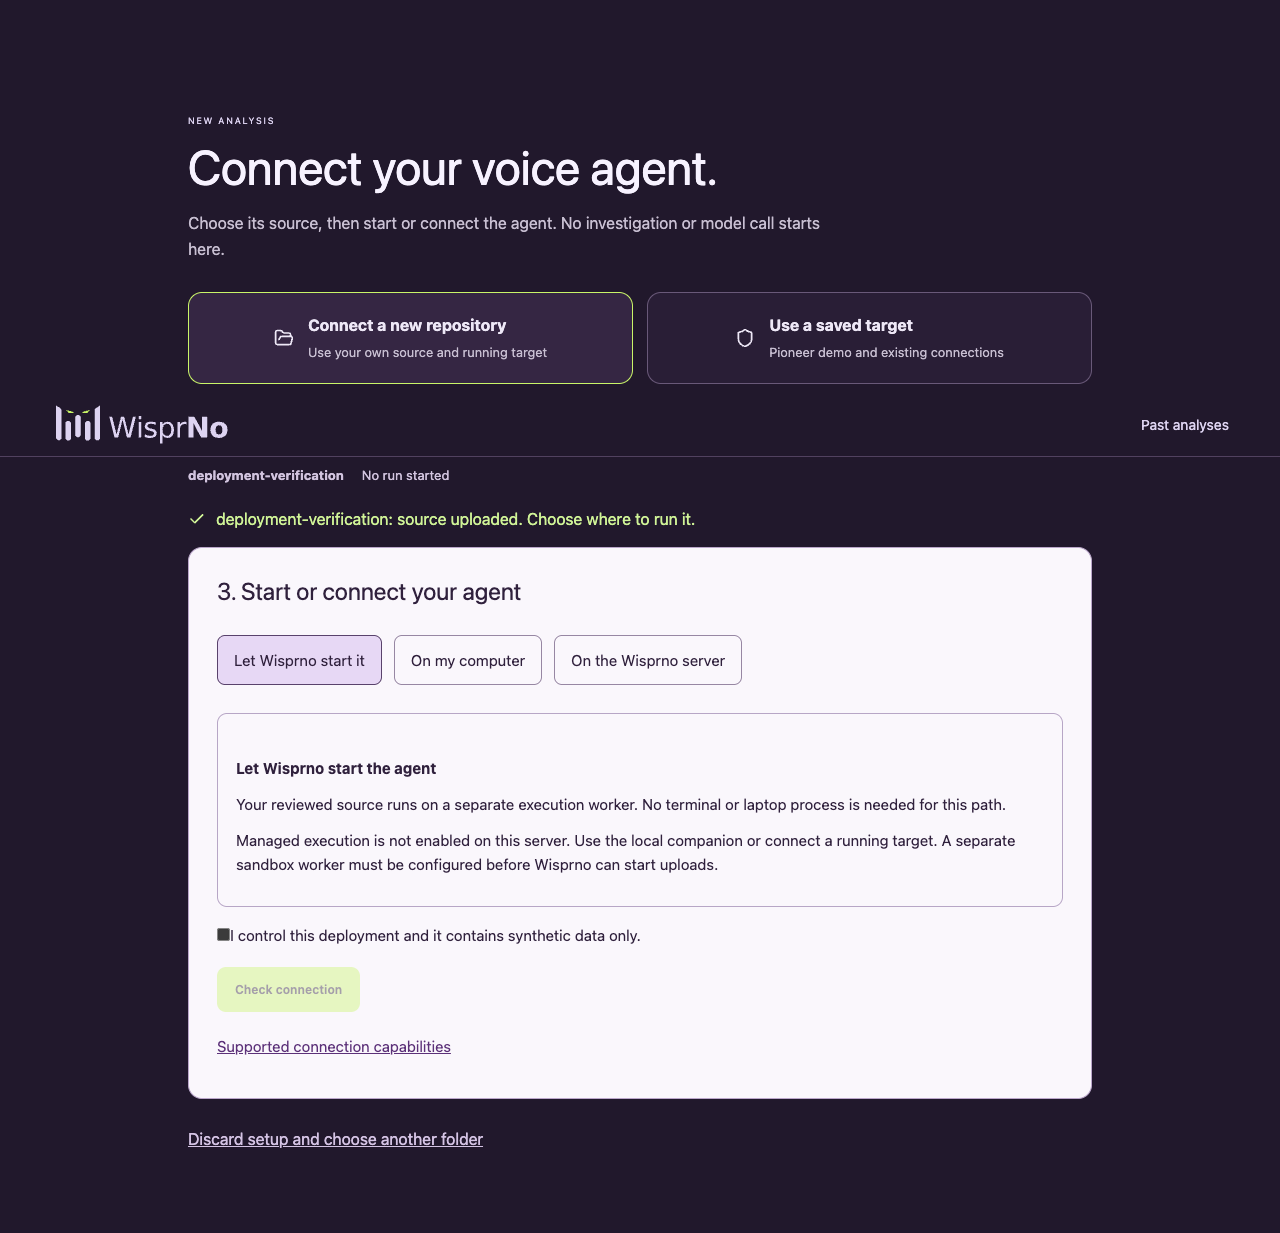 NEW ANALYSIS
Connect your voice agent.
Choose its source, then start or connect the agent. No investigation or model call starts
here.
Connect a new repository
Use your own source and running target
Use a saved target
Pioneer demo and existing connections
WisprNo
Past analyses
deployment-verification No run started
deployment-verification: source uploaded. Choose where to run it.
3. Start or connect your agent
Let Wisprno start it
On my computer
On the Wisprno server
Let Wisprno start the agent
Your reviewed source runs on a separate execution worker. No terminal or laptop process is needed for this path.
Managed execution is not enabled on this server. Use the local companion or connect a running target. A separate
sandbox worker must be configured before Wisprno can start uploads.
I control this deployment and it contains synthetic data only.
Check connection
Supported connection capabilities
Discard setup and choose another folder